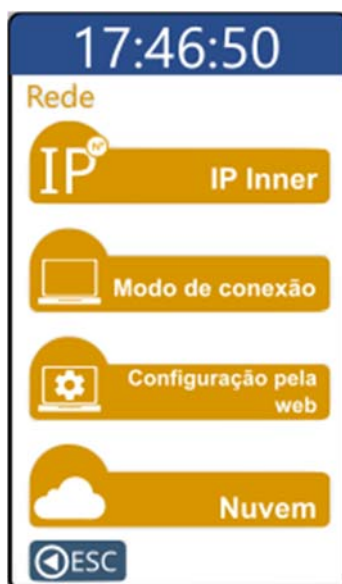 17:46:50
Rede
IP
Nº
IP Inner
Modo de conexão
Configuração pela
web
Nuvem
ESC